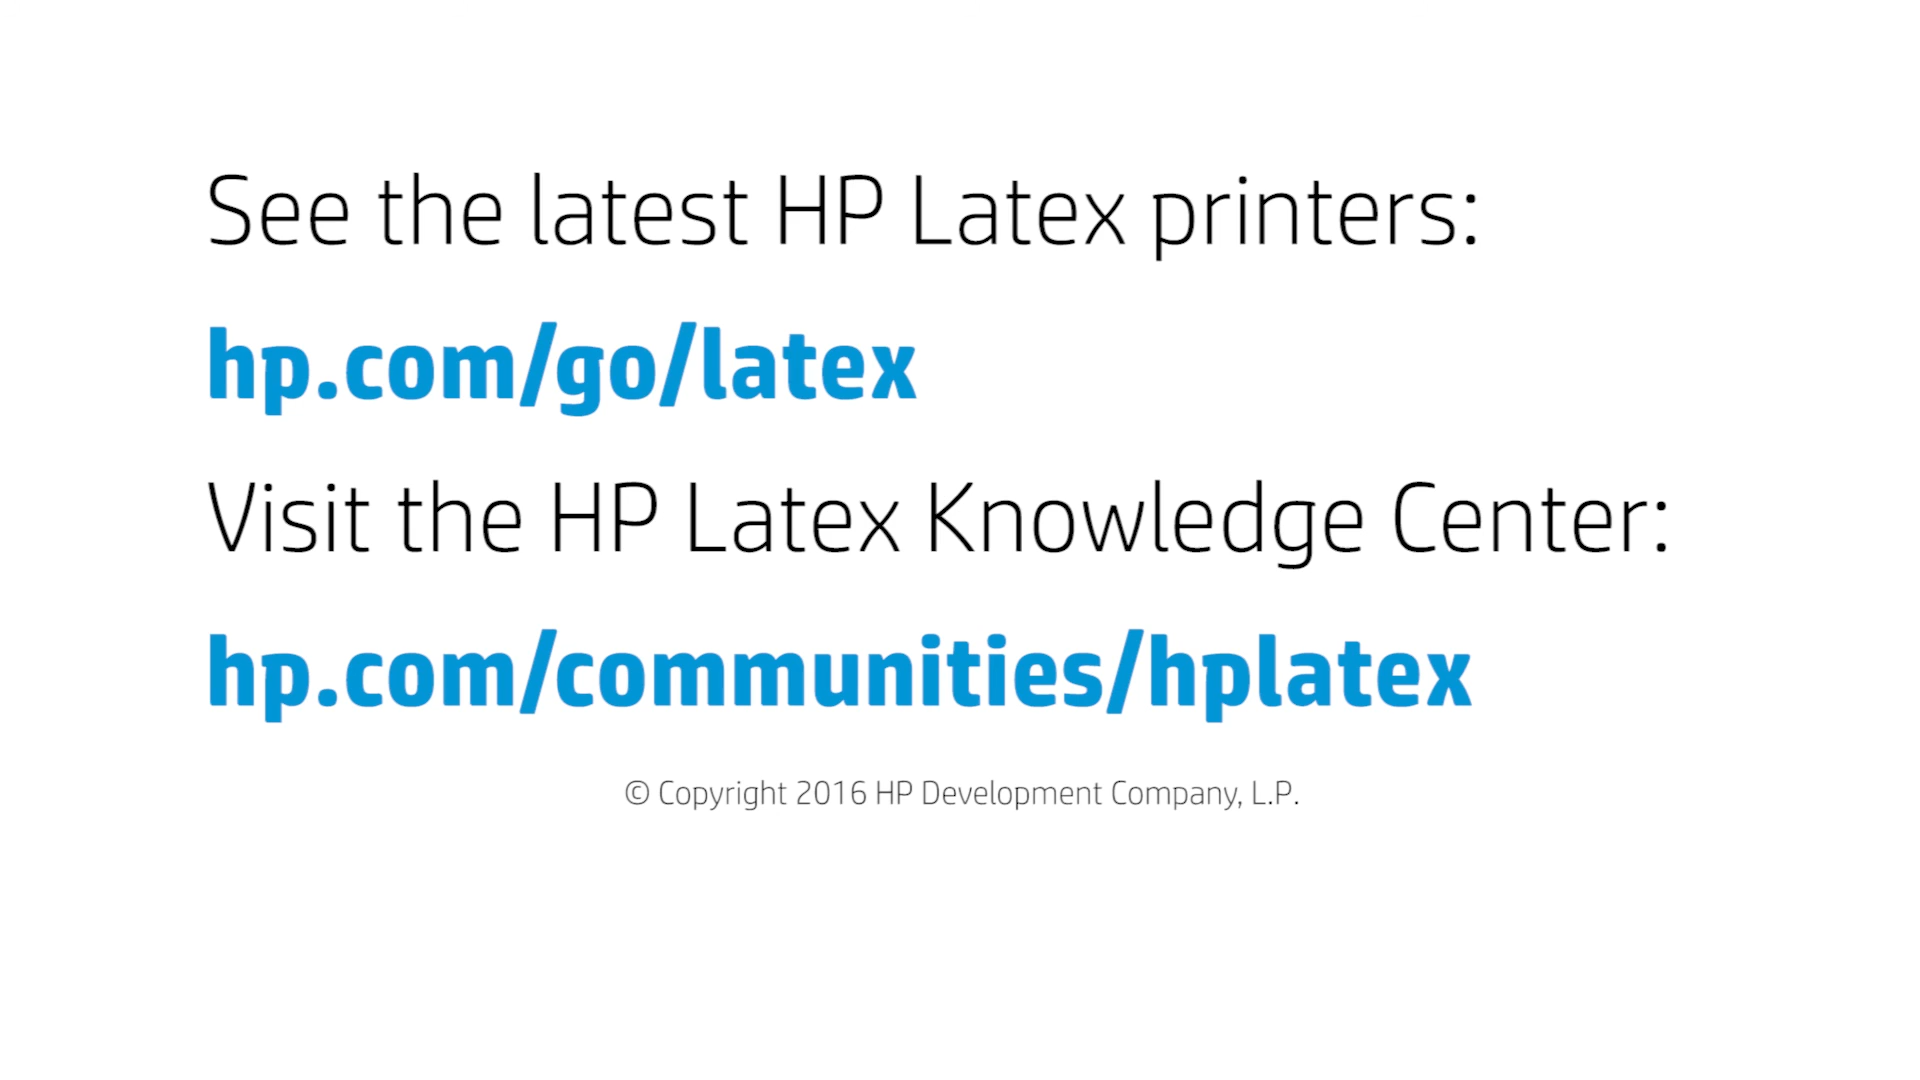 See the latest HP Latex printers:
hp.com/go/latex
Visit the HP Latex Knowledge Center:
hp.com/communities/hplatex
© Copyright 2016 HP Development Company, L.P.